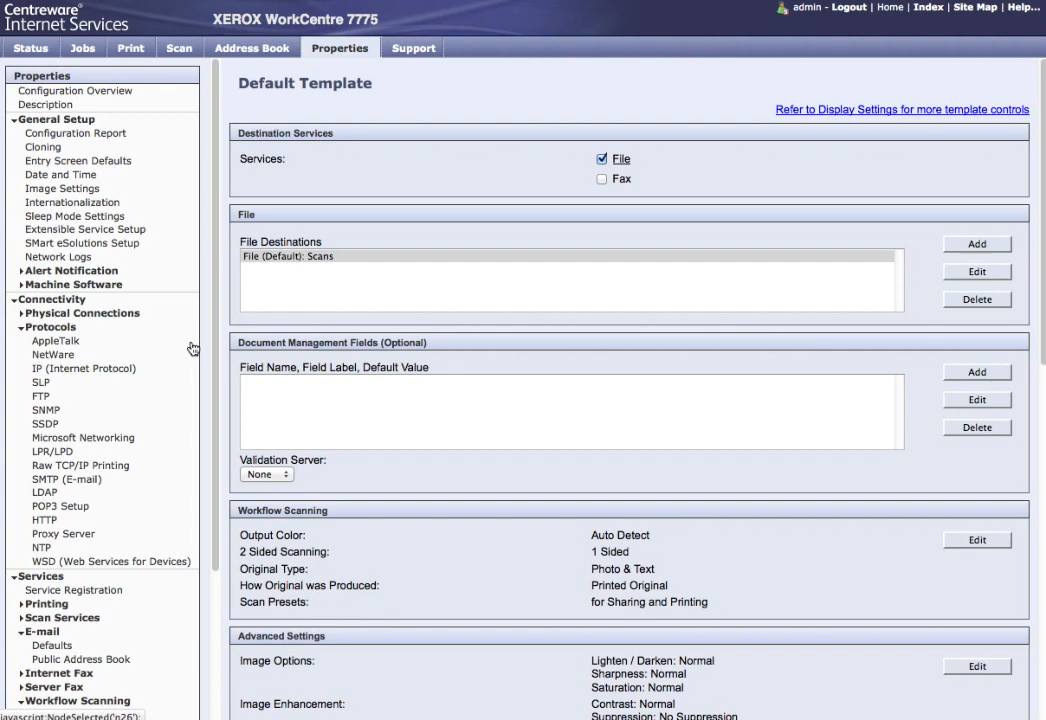 Centreware®
Internet Services
XEROX WorkCentre 7775
admin - Logout | Home | Index | Site Map | Help...
Status Jobs Print Scan Address Book Properties Support
Properties
Configuration Overview
Description
General Setup
Configuration Report
Cloning
Entry Screen Defaults
Date and Time
Image Settings
Internationalization
Sleep Mode Settings
Extensible Service Setup
SMart eSolutions Setup
Network Logs
Alert Notification
Machine Software
Connectivity
Physical Connections
Protocols
AppleTalk
NetWare
IP (Internet Protocol)
SLP
FTP
SNMP
SSDP
Microsoft Networking
LPR/LPD
Raw TCP/IP Printing
SMTP (E-mail)
LDAP
POP3 Setup
HTTP
Proxy Server
NTP
WSD (Web Services for Devices)
Services
Service Registration
Printing
Scan Services
E-mail
Defaults
Public Address Book
Internet Fax
Server Fax
Workflow Scanning
javascript:NodeSelected('n26');
Default Template
Refer to Display Settings for more template controls
Destination Services
Services: File
Fax
File
File Destinations
File (Default): Scans
Add
Edit
Delete
Document Management Fields (Optional)
Field Name, Field Label, Default Value
Add
Edit
Delete
Validation Server:
None
Workflow Scanning
Output Color: Auto Detect
Edit
2 Sided Scanning: 1 Sided
Original Type: Photo & Text
How Original was Produced: Printed Original
Scan Presets: for Sharing and Printing
Advanced Settings
Image Options: Lighten / Darken: Normal
Edit
Sharpness: Normal
Saturation: Normal
Image Enhancement: Contrast: Normal
Suppression: No Suppression